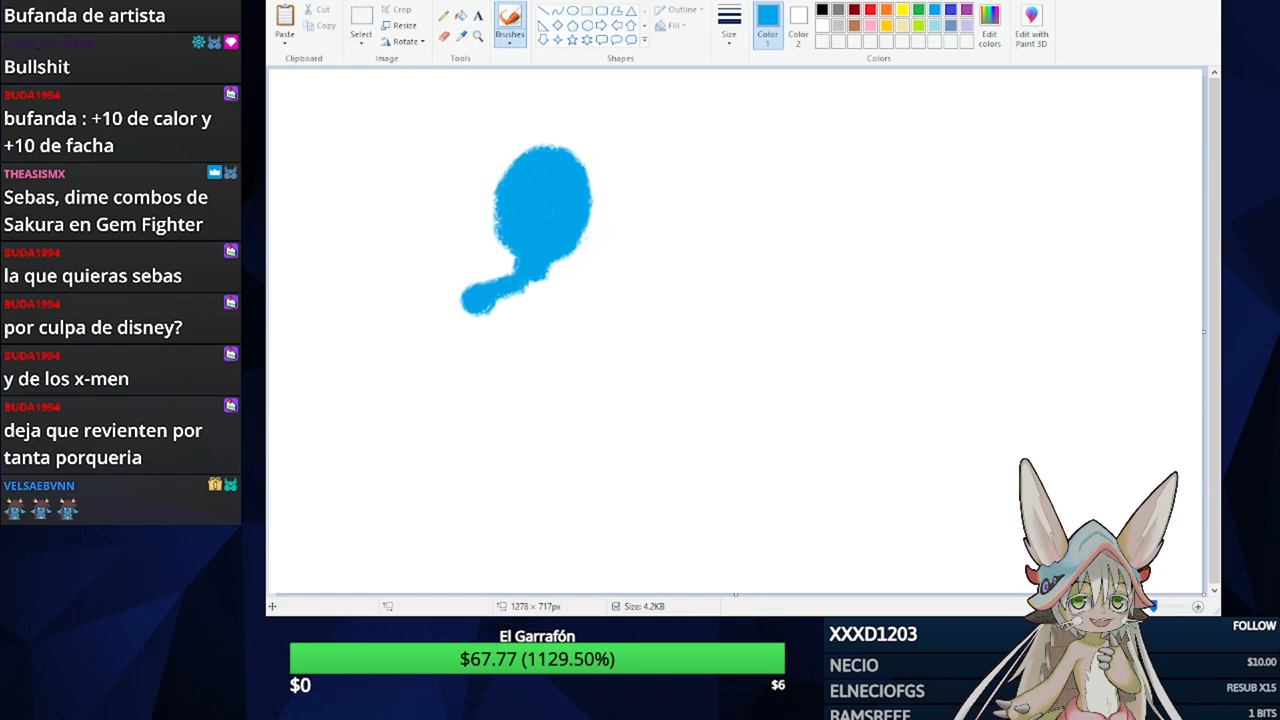 Bufanda de artista
Bullshit
BUDA1994
bufanda : +10 de calor y
+10 de facha
THEASISMX
Sebas, dime combos de
Sakura en Gem Fighter
BUDA1994
la que quieras sebas
BUDA1994
por culpa de disney?
BUDA1994
y de los x-men
BUDA1994
deja que revienten por
tanta porqueria
VELSAEBVNN
Paste
Cut
Copy
Clipboard
Select
Crop
Resize
Rotate
Image
A
Tools
Brushes
Shapes
Outline
Fill
Size
Color
1
Color
2
Colors
Edit
colors
Edit with
Paint 3D
1278 × 717px
Size: 4.2KB
El Garrafón
$67.77 (1129.50%)
$0
$6
XXXD1203
FOLLOW
NECIO
$10.00
ELNECIOFGS
RESUB X15
RAMSREEE
1 BITS